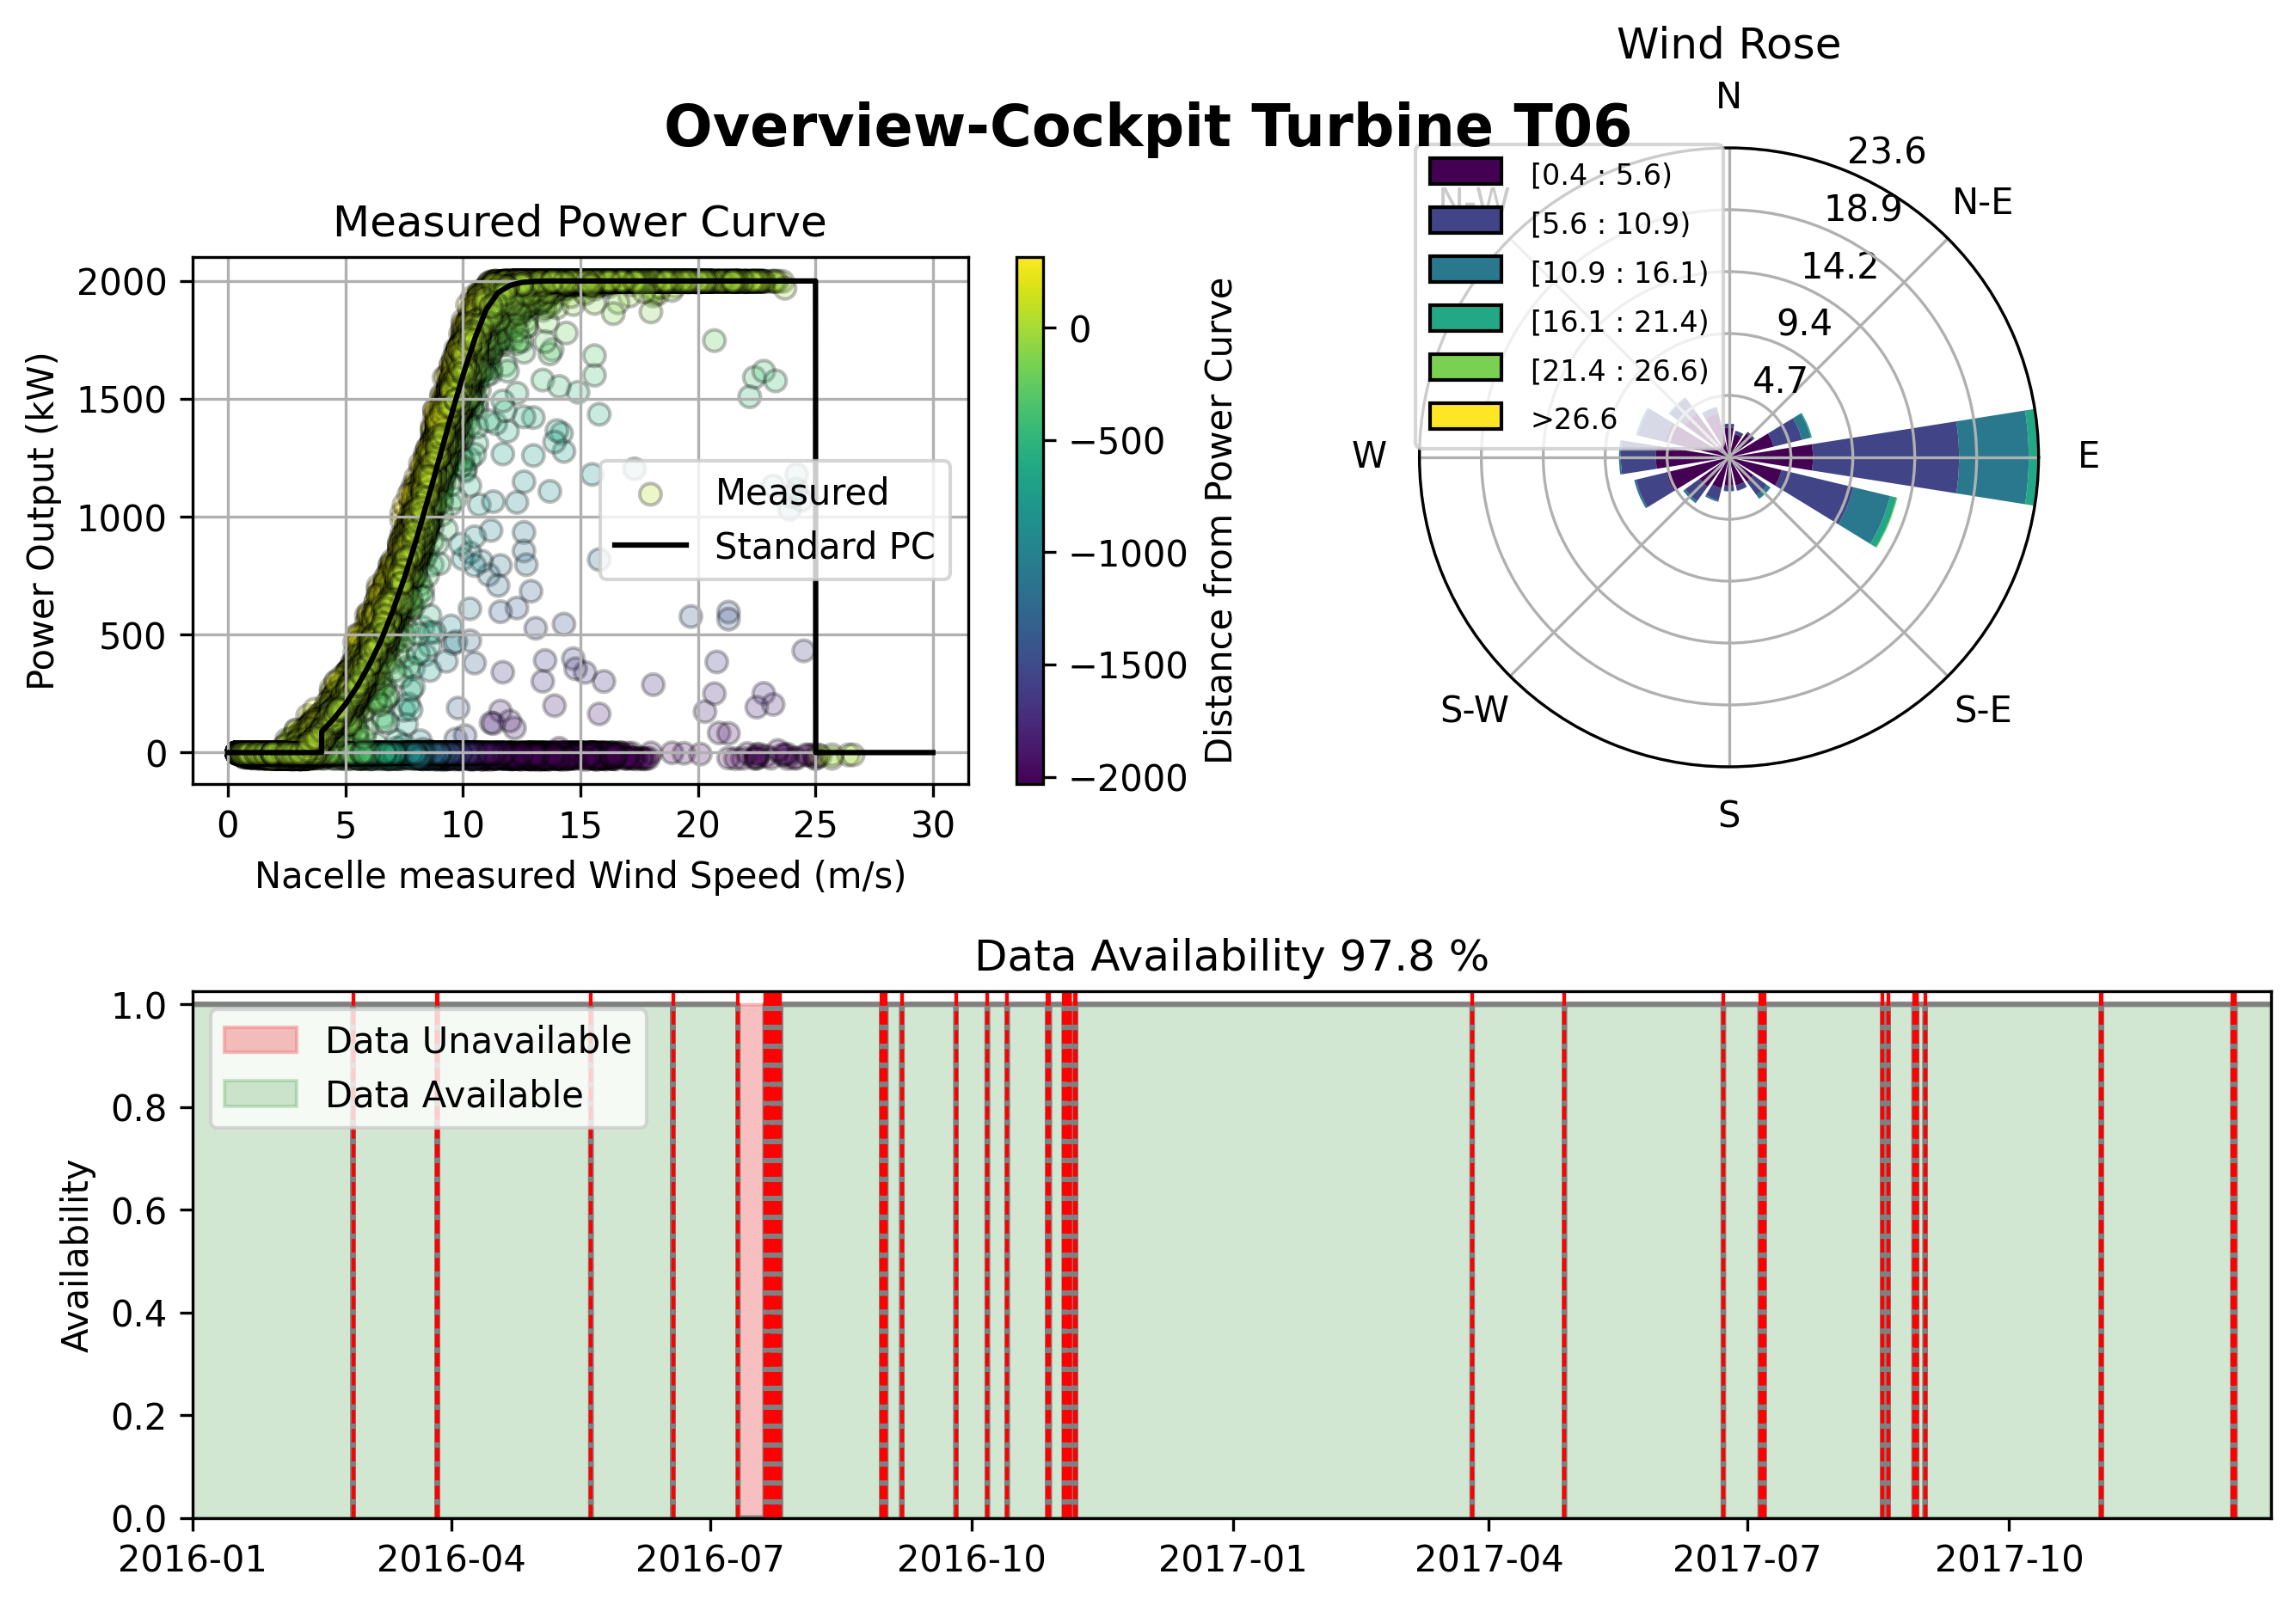 Overview-Cockpit Turbine T06
Measured Power Curve
Power Output (kW)
2000
1500
1000
500
0
0 5 10 15 20 25 30
Nacelle measured Wind Speed (m/s)
Measured
Standard PC
0
−500
−1000
−1500
−2000
Distance from Power Curve
Wind Rose
N
N-E
E
S-E
S
S-W
W
N-W
23.6
18.9
14.2
9.4
4.7
[0.4 : 5.6)
[5.6 : 10.9)
[10.9 : 16.1)
[16.1 : 21.4)
[21.4 : 26.6)
>26.6
Data Availability 97.8 %
Availability
1.0
0.8
0.6
0.4
0.2
0.0
Data Unavailable
Data Available
2016-01 2016-04 2016-07 2016-10 2017-01 2017-04 2017-07 2017-10